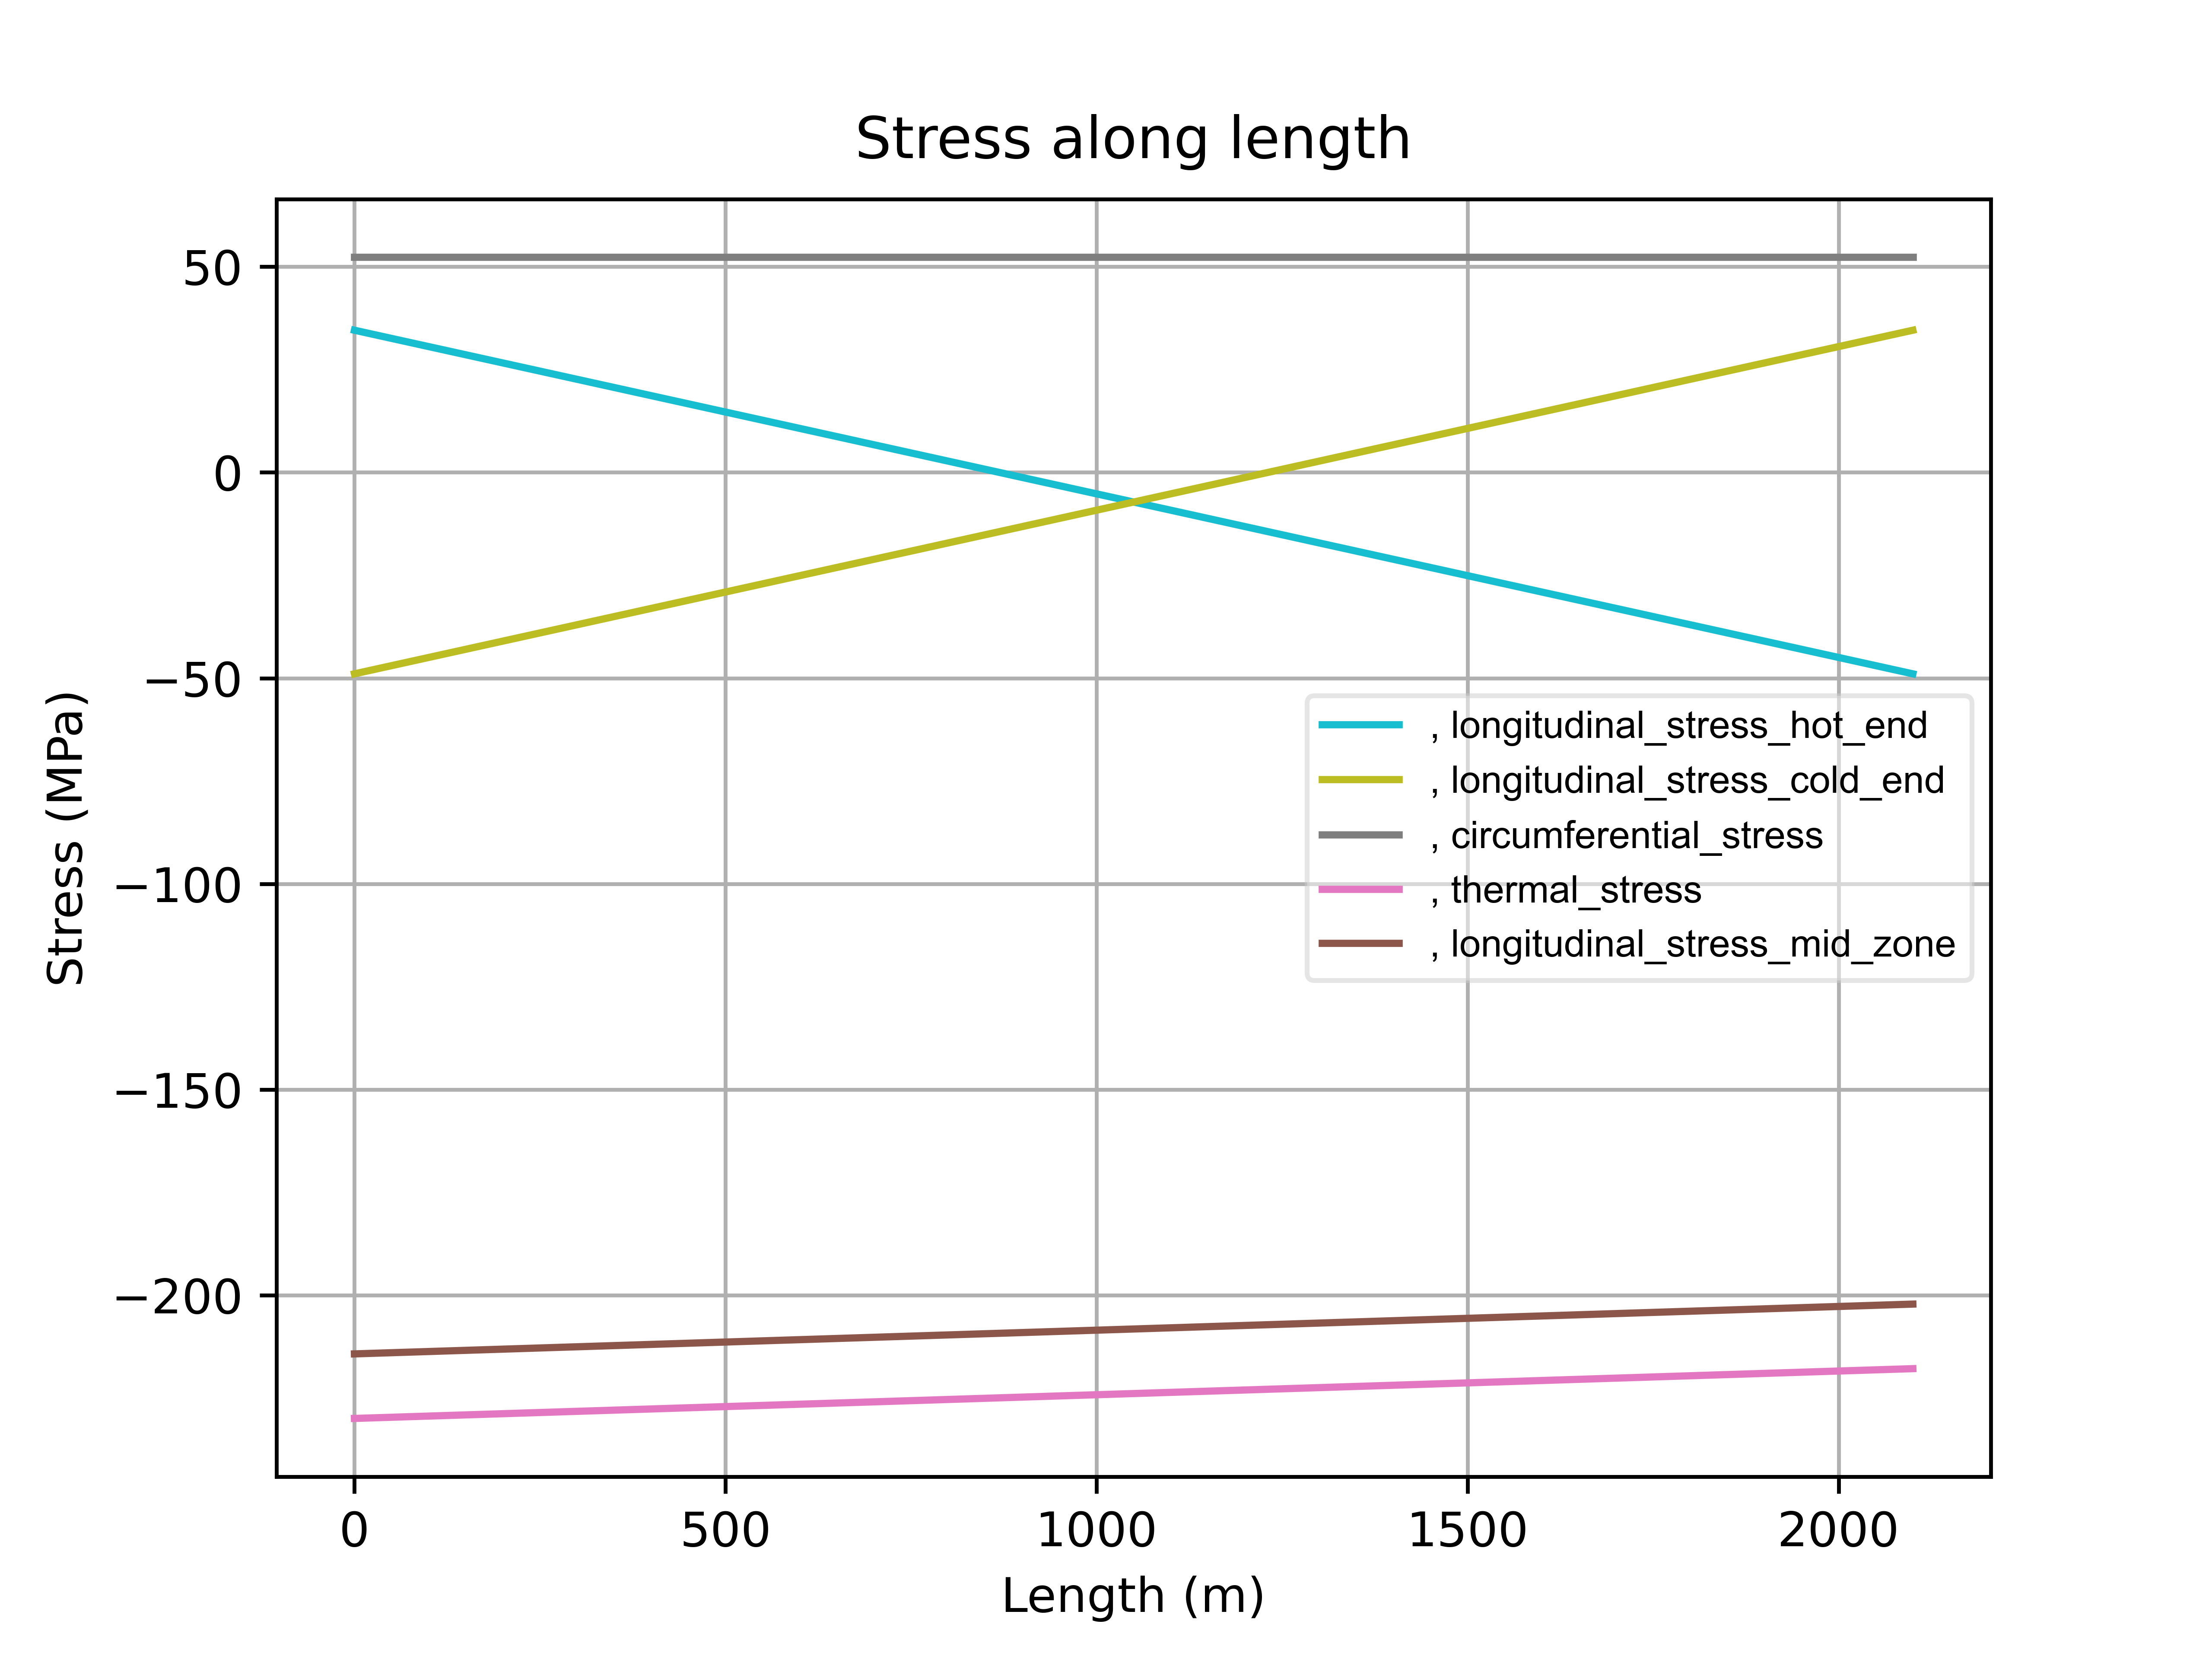 Stress along length
Stress (MPa)
50
0
−50
−100
−150
−200
, longitudinal_stress_hot_end
, longitudinal_stress_cold_end
, circumferential_stress
, thermal_stress
, longitudinal_stress_mid_zone
0 500 1000 1500 2000
Length (m)